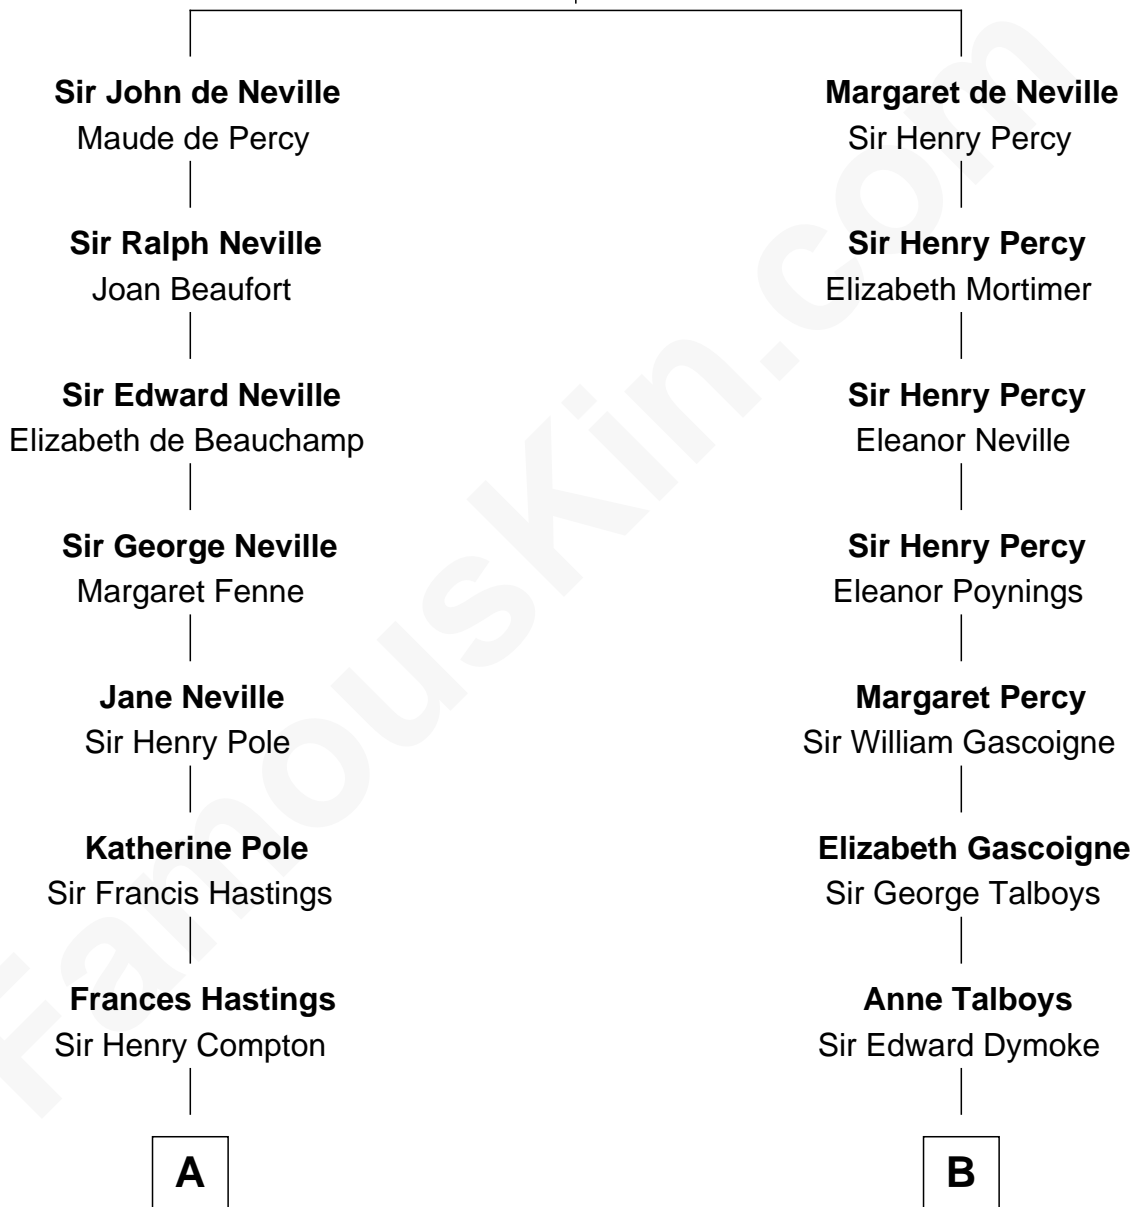 Sir John de Neville
Maude de Percy
Sir Ralph Neville
Joan Beaufort
Sir Edward Neville
Elizabeth de Beauchamp
Sir George Neville
Margaret Fenne
Jane Neville
Sir Henry Pole
Katherine Pole
Sir Francis Hastings
Frances Hastings
Sir Henry Compton
A
Margaret de Neville
Sir Henry Percy
Sir Henry Percy
Elizabeth Mortimer
Sir Henry Percy
Eleanor Neville
Sir Henry Percy
Eleanor Poynings
Margaret Percy
Sir William Gascoigne
Elizabeth Gascoigne
Sir George Talboys
Anne Talboys
Sir Edward Dymoke
B
FamousKin.com